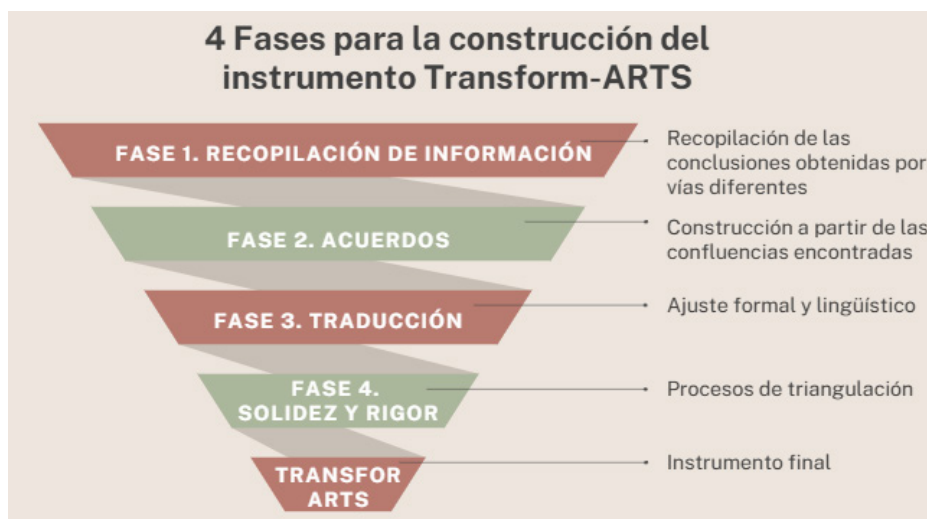 4 Fases para la construcción del
instrumento Transform-ARTS
FASE 1. RECOPILACIÓN DE INFORMACIÓN
Recopilación de las
conclusiones obtenidas por
vías diferentes
FASE 2. ACUERDOS
Construcción a partir de las
confluencias encontradas
FASE 3. TRADUCCIÓN
Ajuste formal y lingüístico
FASE 4.
SOLIDEZ Y RIGOR
Procesos de triangulación
TRANSFOR
ARTS
Instrumento final